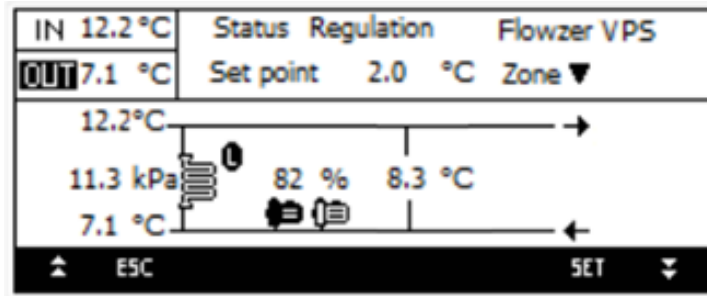 IN 12.2 °C Status Regulation Flowzer VPS
OUT 7.1 °C Set point 2.0 °C Zone ▼
12.2°C
L
11.3 kPa 82 % 8.3 °C
7.1 °C
ESC SET